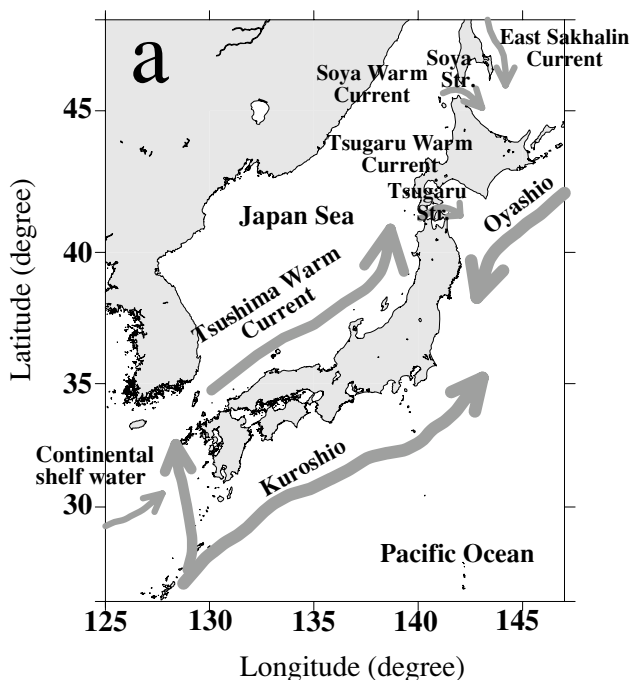 a
East Sakhalin
Current
Soya
Str.
Soya Warm
Current
45
Tsugaru Warm
Current
Tsugaru
Str.
Oyashio
Japan Sea
40
Tsushima Warm
Current
Latitude (degree)
35
Continental
shelf water
Kuroshio
30
Pacific Ocean
125
130
135
140
145
Longitude (degree)